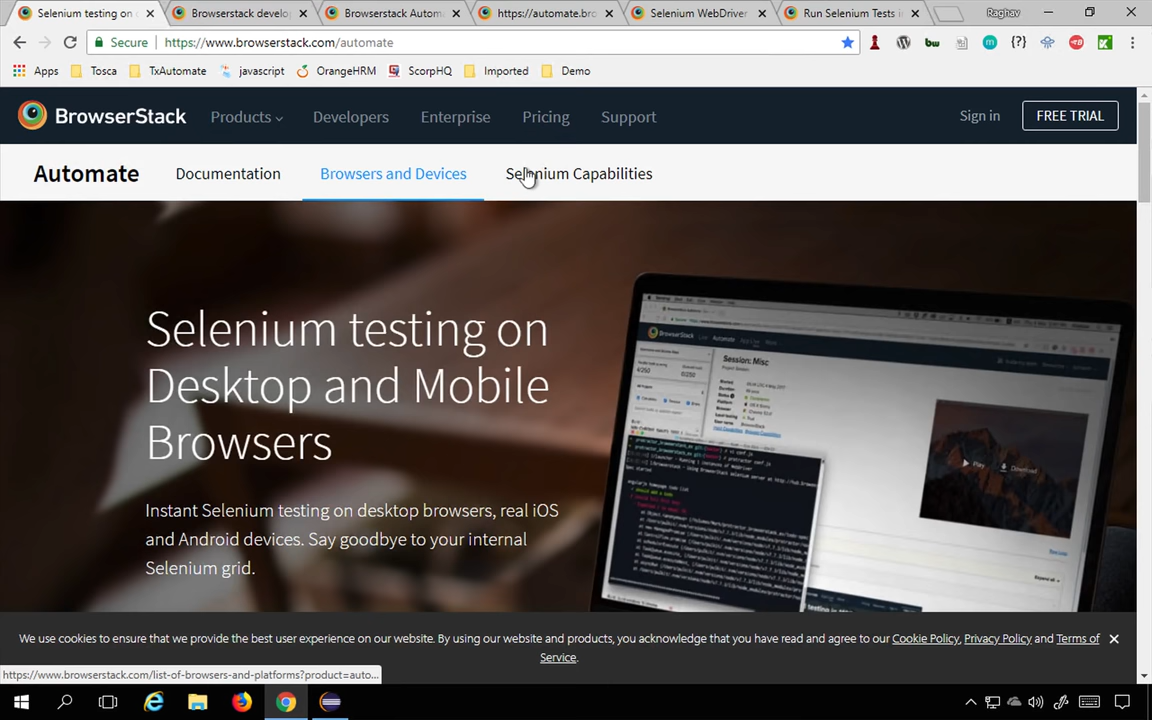 Selenium testing on
Browserstack develo
Browserstack Autom
https://automate.bro
Selenium WebDriver
Run Selenium Tests i
Raghav
Secure
https://www.browserstack.com/automate
Apps
Tosca
TxAutomate
javascript
OrangeHRM
ScorpHQ
Imported
Demo
BrowserStack
Products
Developers
Enterprise
Pricing
Support
Sign in
FREE TRIAL
Automate
Documentation
Browsers and Devices
Selenium Capabilities
Selenium testing on
Desktop and Mobile
Browsers
Instant Selenium testing on desktop browsers, real iOS
and Android devices. Say goodbye to your internal
Selenium grid.
BrowserStack
Session: Misc
Play
Download
We use cookies to ensure that we provide the best user experience on our website. By using our website and products, you acknowledge that you have read and agree to our Cookie Policy, Privacy Policy and Terms of
Service.
https://www.browserstack.com/list-of-browsers-and-platforms?product=auto...